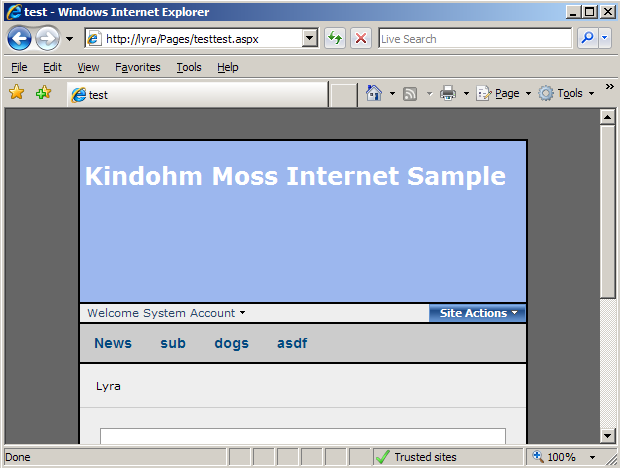 test - Windows Internet Explorer
http://lyra/Pages/testtest.aspx
Live Search
File Edit View Favorites Tools Help
test
Page Tools »
Kindohm Moss Internet Sample
Welcome System Account
Site Actions
News sub dogs asdf
Lyra
Done
Trusted sites
100%